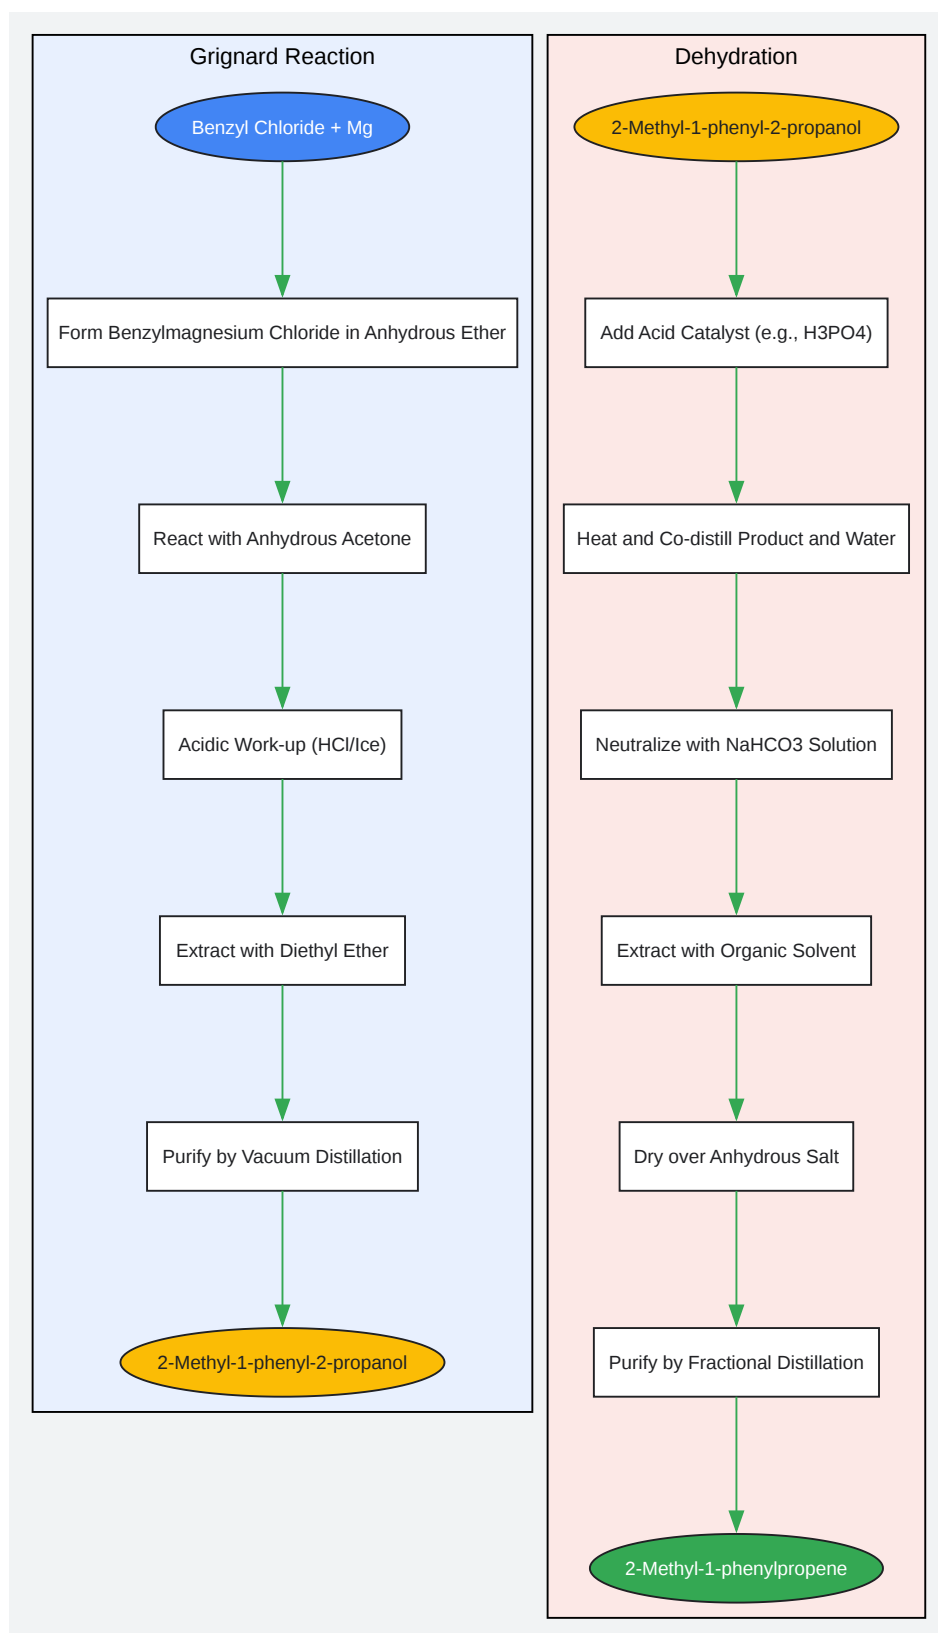 Grignard Reaction
Benzyl Chloride + Mg
Form Benzylmagnesium Chloride in Anhydrous Ether
React with Anhydrous Acetone
Acidic Work-up (HCl/Ice)
Extract with Diethyl Ether
Purify by Vacuum Distillation
2-Methyl-1-phenyl-2-propanol
Dehydration
2-Methyl-1-phenyl-2-propanol
Add Acid Catalyst (e.g., H3PO4)
Heat and Co-distill Product and Water
Neutralize with NaHCO3 Solution
Extract with Organic Solvent
Dry over Anhydrous Salt
Purify by Fractional Distillation
2-Methyl-1-phenylpropene